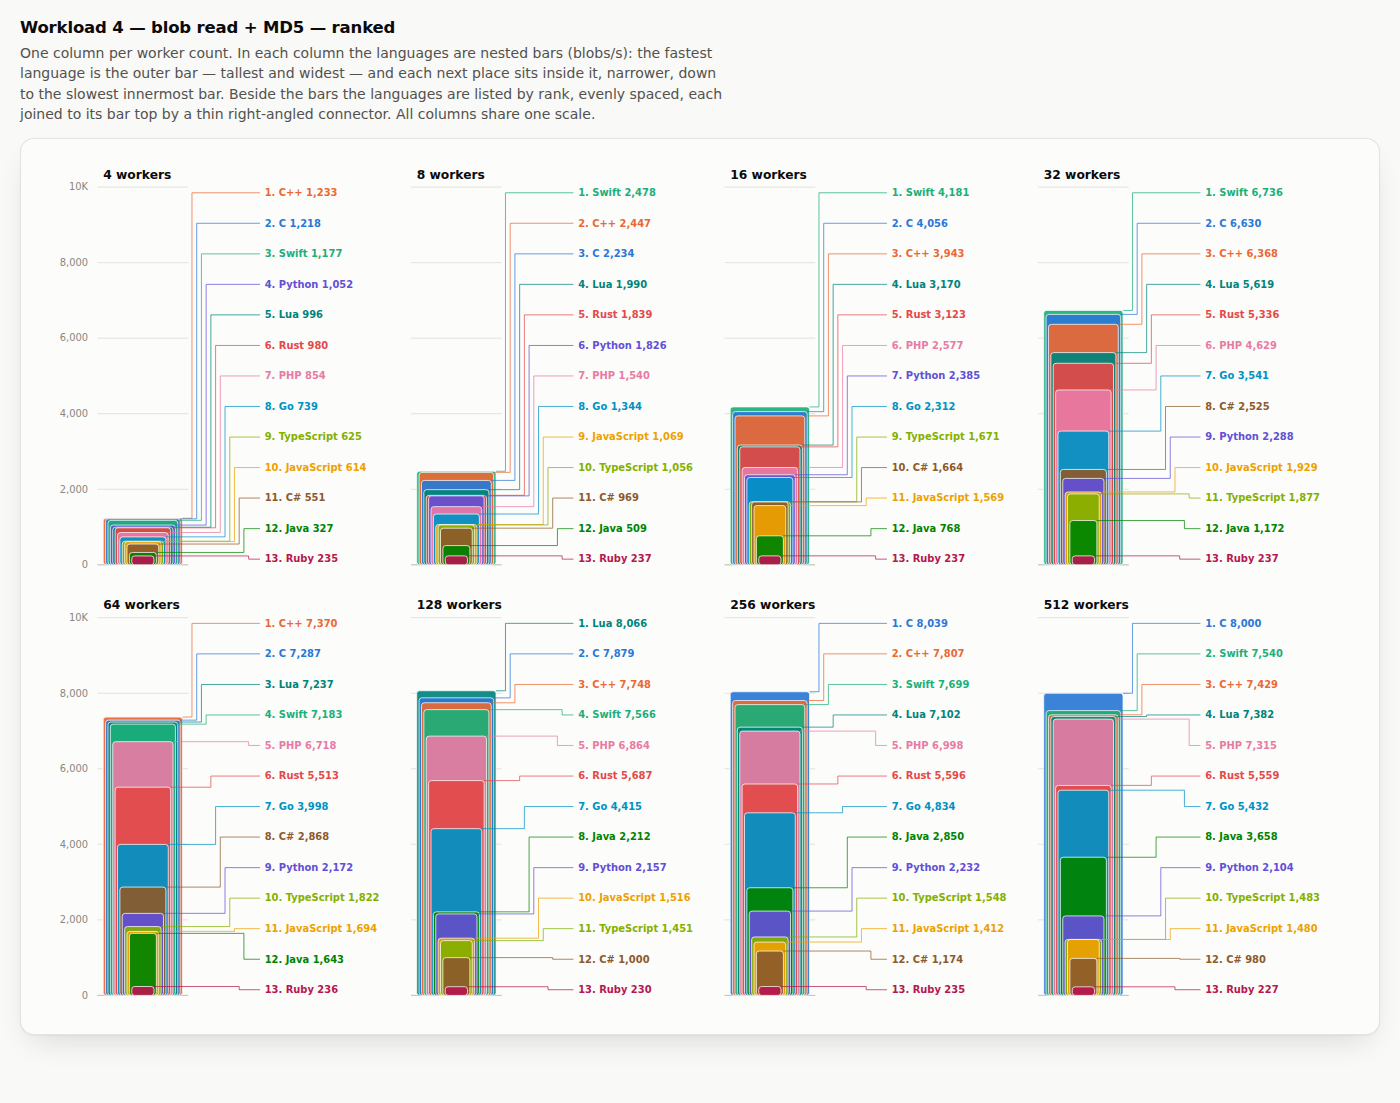 Workload 4 — blob read + MD5 — ranked
One column per worker count. In each column the languages are nested bars (blobs/s): the fastest
language is the outer bar — tallest and widest — and each next place sits inside it, narrower, down
to the slowest innermost bar. Beside the bars the languages are listed by rank, evenly spaced, each
joined to its bar top by a thin right-angled connector. All columns share one scale.
4 workers
10K
8,000
6,000
4,000
2,000
0
1. C++ 1,233
2. C 1,218
3. Swift 1,177
4. Python 1,052
5. Lua 996
6. Rust 980
7. PHP 854
8. Go 739
9. TypeScript 625
10. JavaScript 614
11. C# 551
12. Java 327
13. Ruby 235
8 workers
1. Swift 2,478
2. C++ 2,447
3. C 2,234
4. Lua 1,990
5. Rust 1,839
6. Python 1,826
7. PHP 1,540
8. Go 1,344
9. JavaScript 1,069
10. TypeScript 1,056
11. C# 969
12. Java 509
13. Ruby 237
16 workers
1. Swift 4,181
2. C 4,056
3. C++ 3,943
4. Lua 3,170
5. Rust 3,123
6. PHP 2,577
7. Python 2,385
8. Go 2,312
9. TypeScript 1,671
10. C# 1,664
11. JavaScript 1,569
12. Java 768
13. Ruby 237
32 workers
1. Swift 6,736
2. C 6,630
3. C++ 6,368
4. Lua 5,619
5. Rust 5,336
6. PHP 4,629
7. Go 3,541
8. C# 2,525
9. Python 2,288
10. JavaScript 1,929
11. TypeScript 1,877
12. Java 1,172
13. Ruby 237
64 workers
10K
8,000
6,000
4,000
2,000
0
1. C++ 7,370
2. C 7,287
3. Lua 7,237
4. Swift 7,183
5. PHP 6,718
6. Rust 5,513
7. Go 3,998
8. C# 2,868
9. Python 2,172
10. TypeScript 1,822
11. JavaScript 1,694
12. Java 1,643
13. Ruby 236
128 workers
1. Lua 8,066
2. C 7,879
3. C++ 7,748
4. Swift 7,566
5. PHP 6,864
6. Rust 5,687
7. Go 4,415
8. Java 2,212
9. Python 2,157
10. JavaScript 1,516
11. TypeScript 1,451
12. C# 1,000
13. Ruby 230
256 workers
1. C 8,039
2. C++ 7,807
3. Swift 7,699
4. Lua 7,102
5. PHP 6,998
6. Rust 5,596
7. Go 4,834
8. Java 2,850
9. Python 2,232
10. TypeScript 1,548
11. JavaScript 1,412
12. C# 1,174
13. Ruby 235
512 workers
1. C 8,000
2. Swift 7,540
3. C++ 7,429
4. Lua 7,382
5. PHP 7,315
6. Rust 5,559
7. Go 5,432
8. Java 3,658
9. Python 2,104
10. TypeScript 1,483
11. JavaScript 1,480
12. C# 980
13. Ruby 227